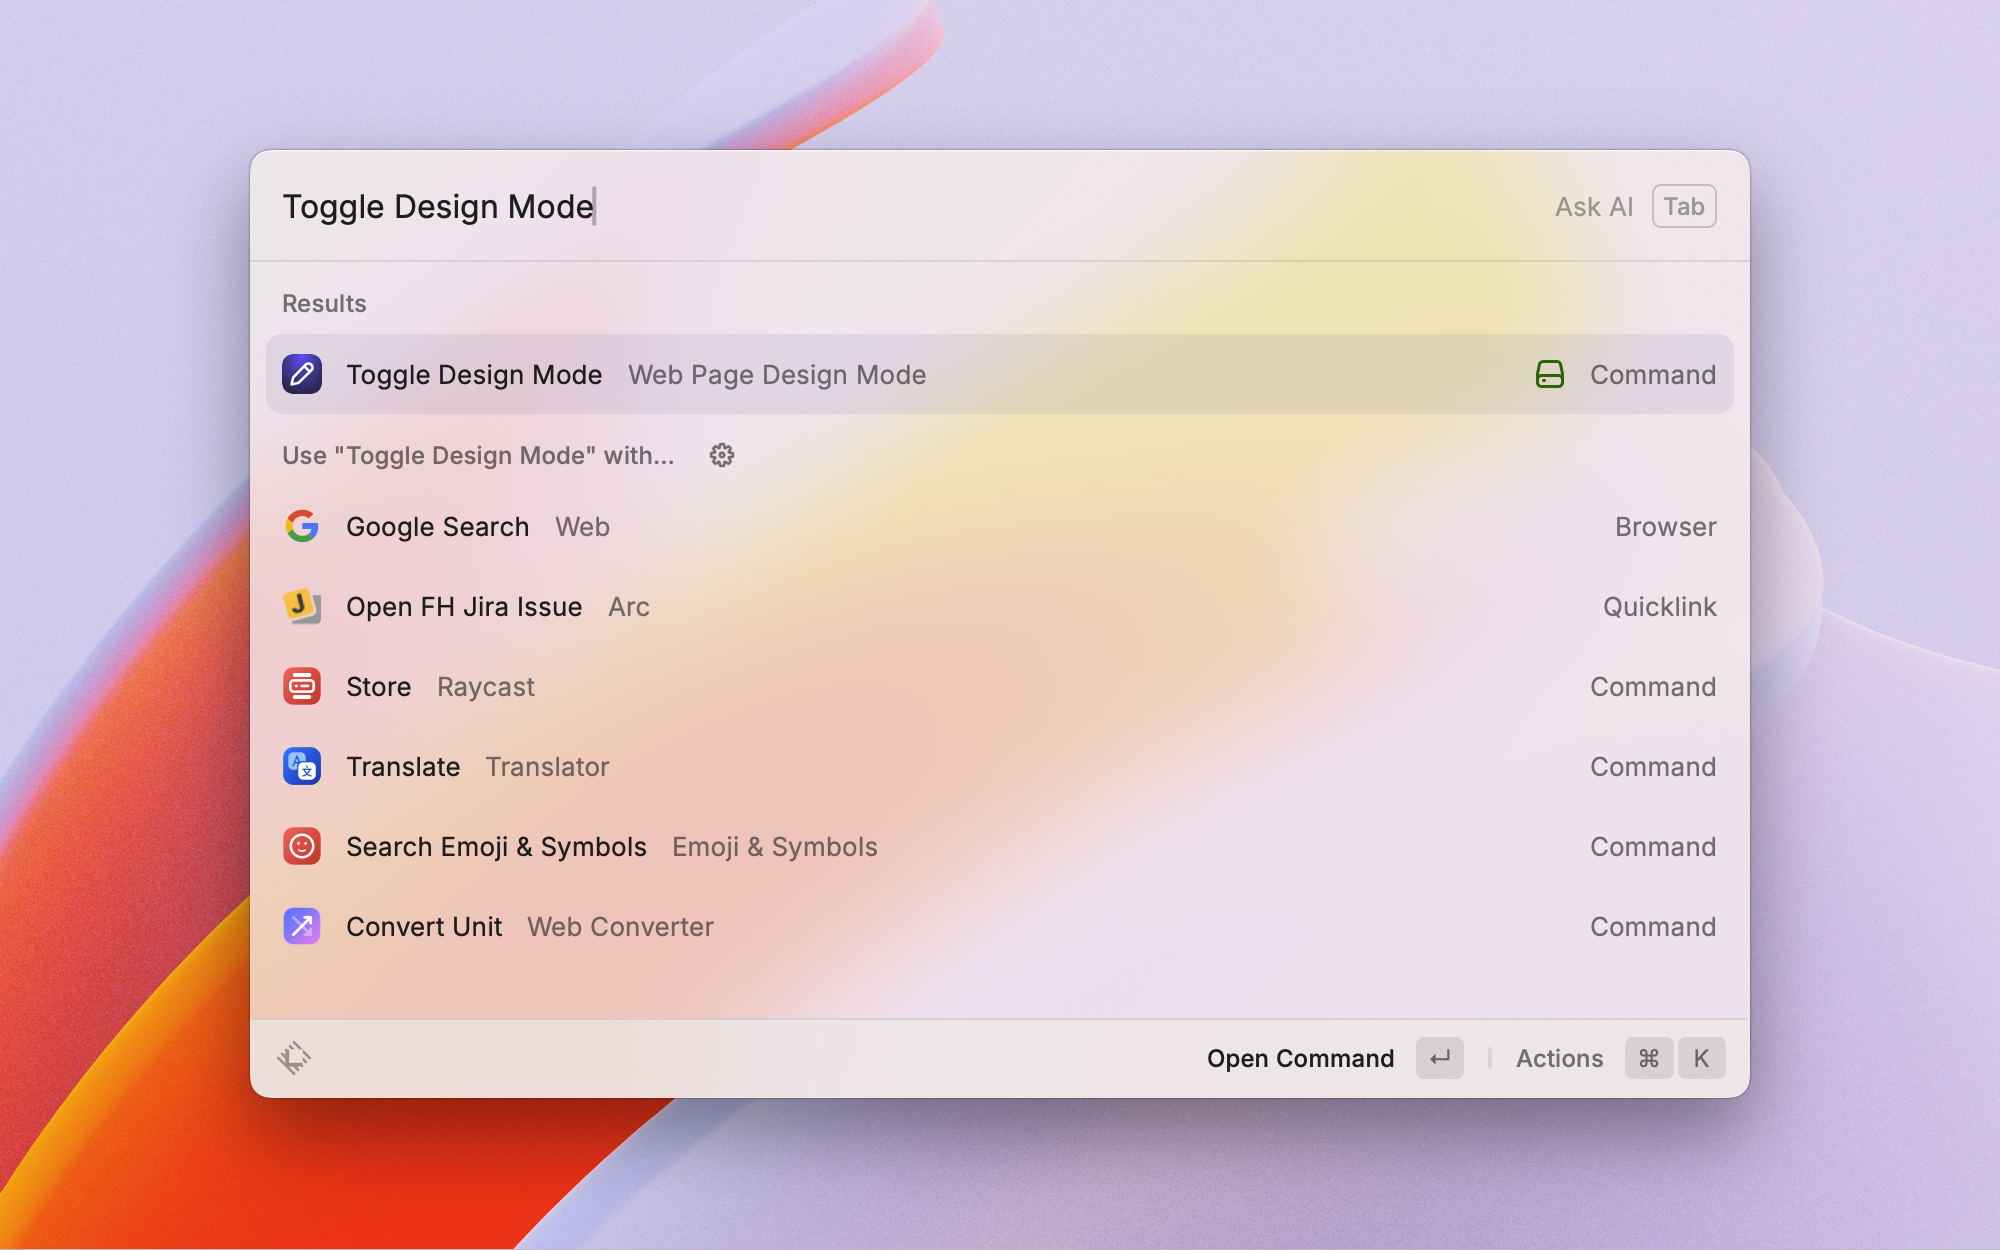 Toggle Design Mode Ask AI Tab
Results
Toggle Design Mode Web Page Design Mode Command
Use "Toggle Design Mode" with...
Google Search Web Browser
J Open FH Jira Issue Arc Quicklink
Store Raycast Command
A 文 Translate Translator Command
Search Emoji & Symbols Emoji & Symbols Command
Convert Unit Web Converter Command
Open Command ↵ Actions ⌘ K